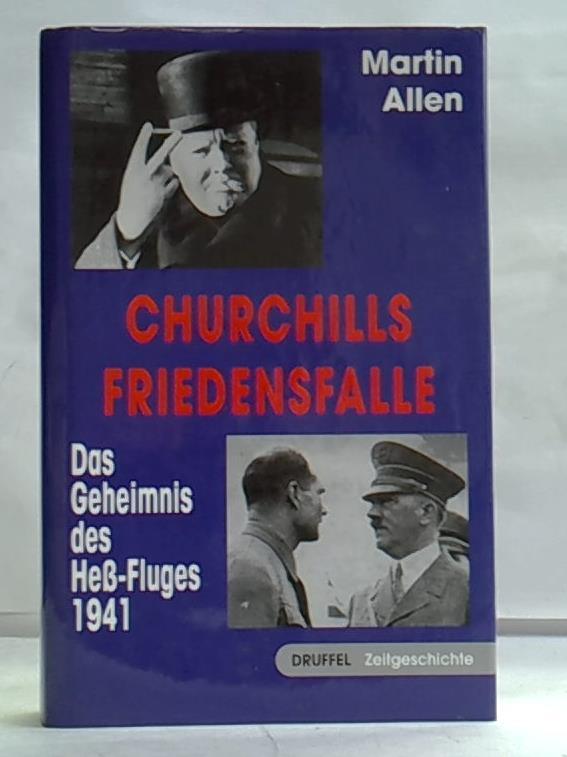 Martin
Allen
CHURCHILLS
FRIEDENSFALLE
Das
Geheimnis
des
Heß-Fluges
1941
DRUFFEL Zeitgeschichte